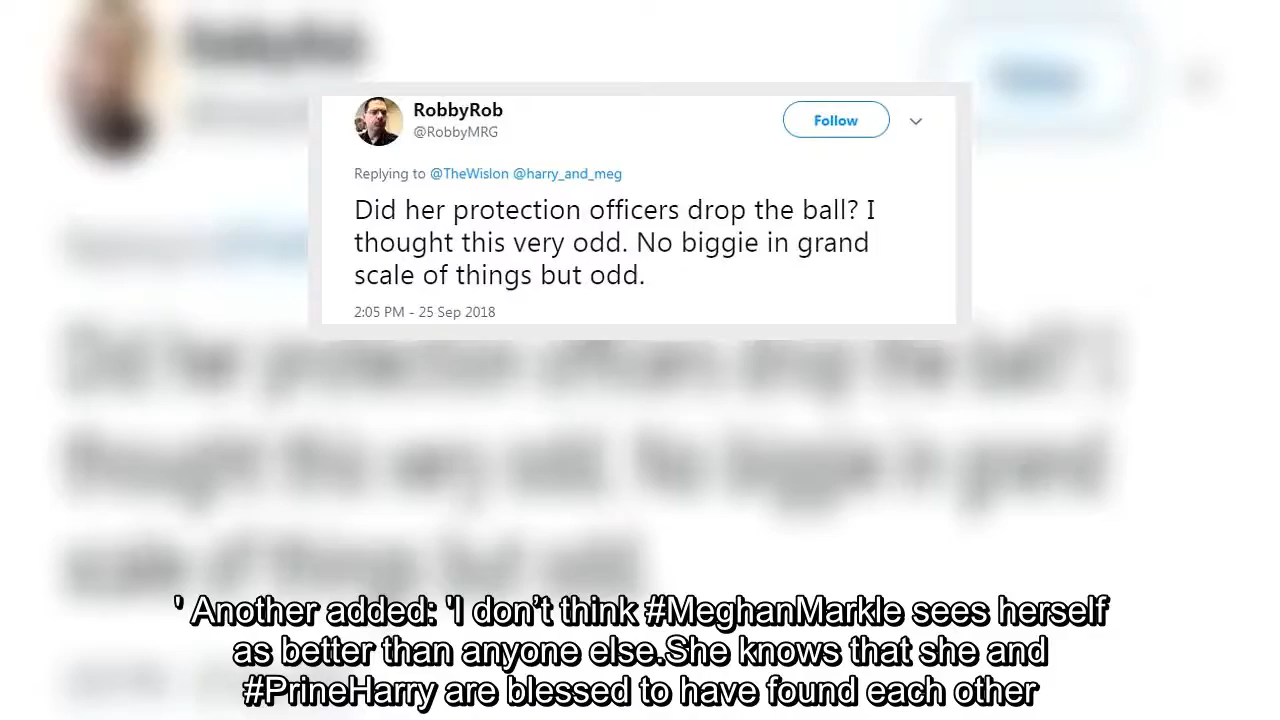 RobbyRob
@RobbyMRG
Follow
Replying to @TheWislon @harry_and_meg
Did her protection officers drop the ball? I
thought this very odd. No biggie in grand
scale of things but odd.
2:05 PM - 25 Sep 2018
' Another added: 'I don’t think #MeghanMarkle sees herself
as better than anyone else.She knows that she and
#PrineHarry are blessed to have found each other